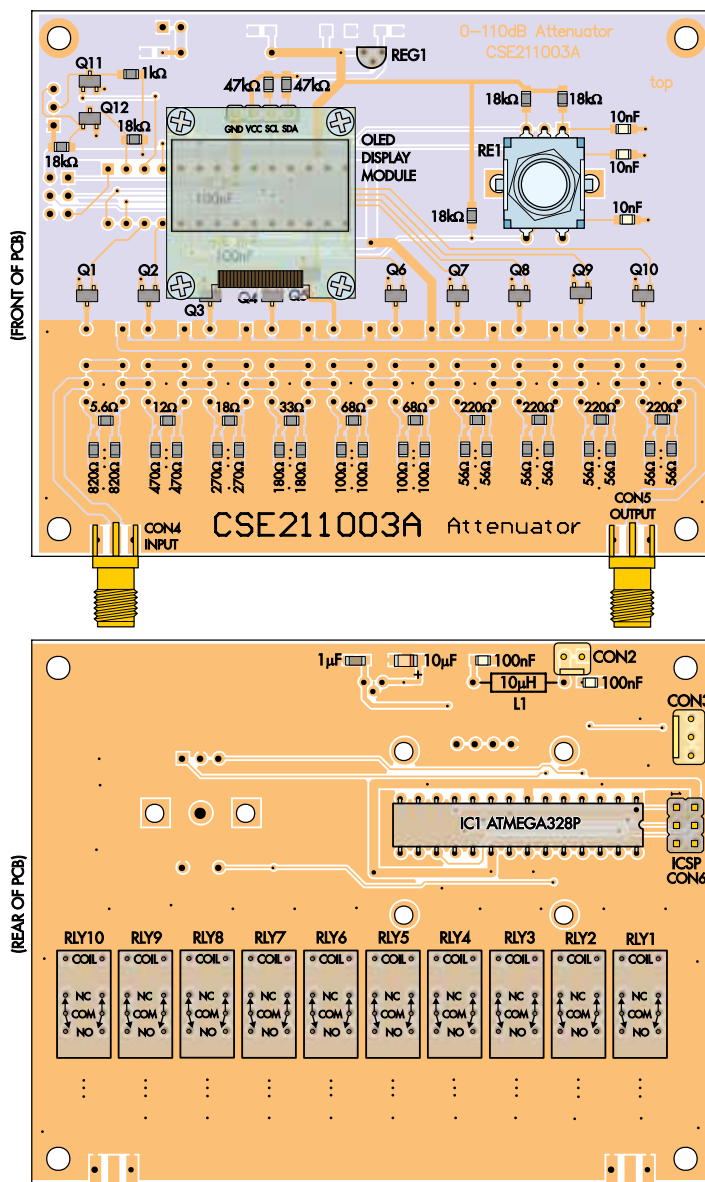 (FRONT OF PCB)
0–110dB Attenuator
CSE211003A
top
REG1
Q11
1kΩ
47kΩ 47kΩ
Q12
18kΩ 18kΩ
18kΩ
18kΩ
GND VCC SCL SDA
OLED
DISPLAY
MODULE
RE1
10nF
10nF
10nF
100nF
18kΩ
100nF
Q1 Q2 Q6 Q7 Q8 Q9 Q10
Q3 Q4 Q5
5.6Ω 12Ω 18Ω 33Ω 68Ω 68Ω 220Ω 220Ω 220Ω 220Ω
820Ω 820Ω 470Ω 470Ω 270Ω 270Ω 180Ω 180Ω 100Ω 100Ω 100Ω 100Ω 56Ω 56Ω 56Ω 56Ω 56Ω 56Ω 56Ω 56Ω
CON4
INPUT
CSE211003A Attenuator
CON5
OUTPUT
(REAR OF PCB)
1µF 10µF 100nF CON2
+
10µH 100nF
L1
CON3
IC1 ATMEGA328P
1
ICSP
CON6
RLY10 RLY9 RLY8 RLY7 RLY6 RLY5 RLY4 RLY3 RLY2 RLY1
COIL COIL COIL COIL COIL COIL COIL COIL COIL COIL
NC NC NC NC NC NC NC NC NC NC
COM COM COM COM COM COM COM COM COM COM
NO NO NO NO NO NO NO NO NO NO